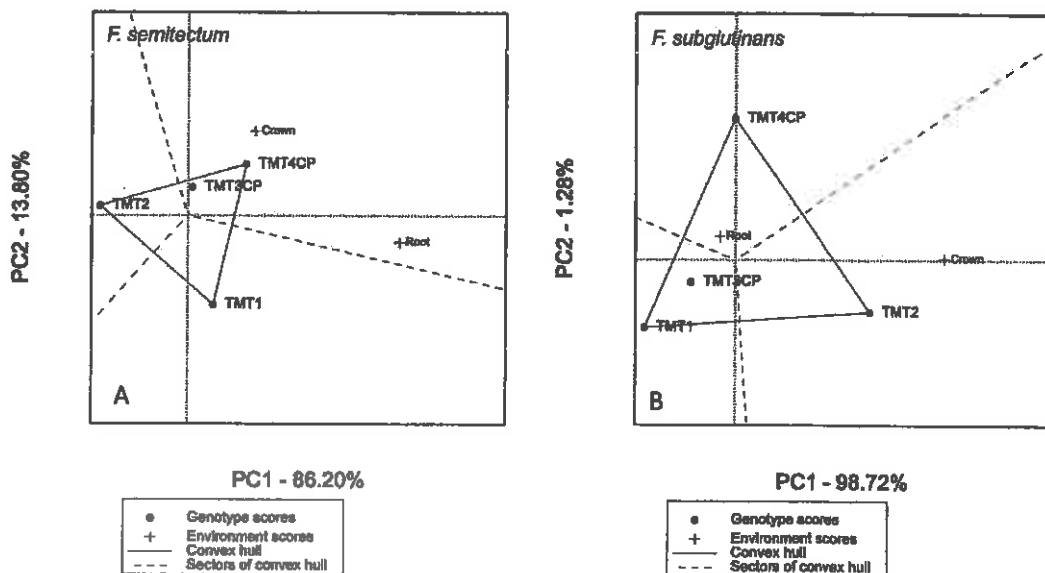 F. semitectum
Crown
TMT4CP
TMT3CP
TMT2
Root
TMT1
A
PC2 - 13.80%
PC1 - 86.20%
Genotype scores
Environment scores
Convex hull
Sectors of convex hull
F. subglutinans
TMT4CP
Root
Crown
TMT3CP
TMT2
TMT1
B
PC2 - 1.28%
PC1 - 98.72%
Genotype scores
Environment scores
Convex hull
Sectors of convex hull